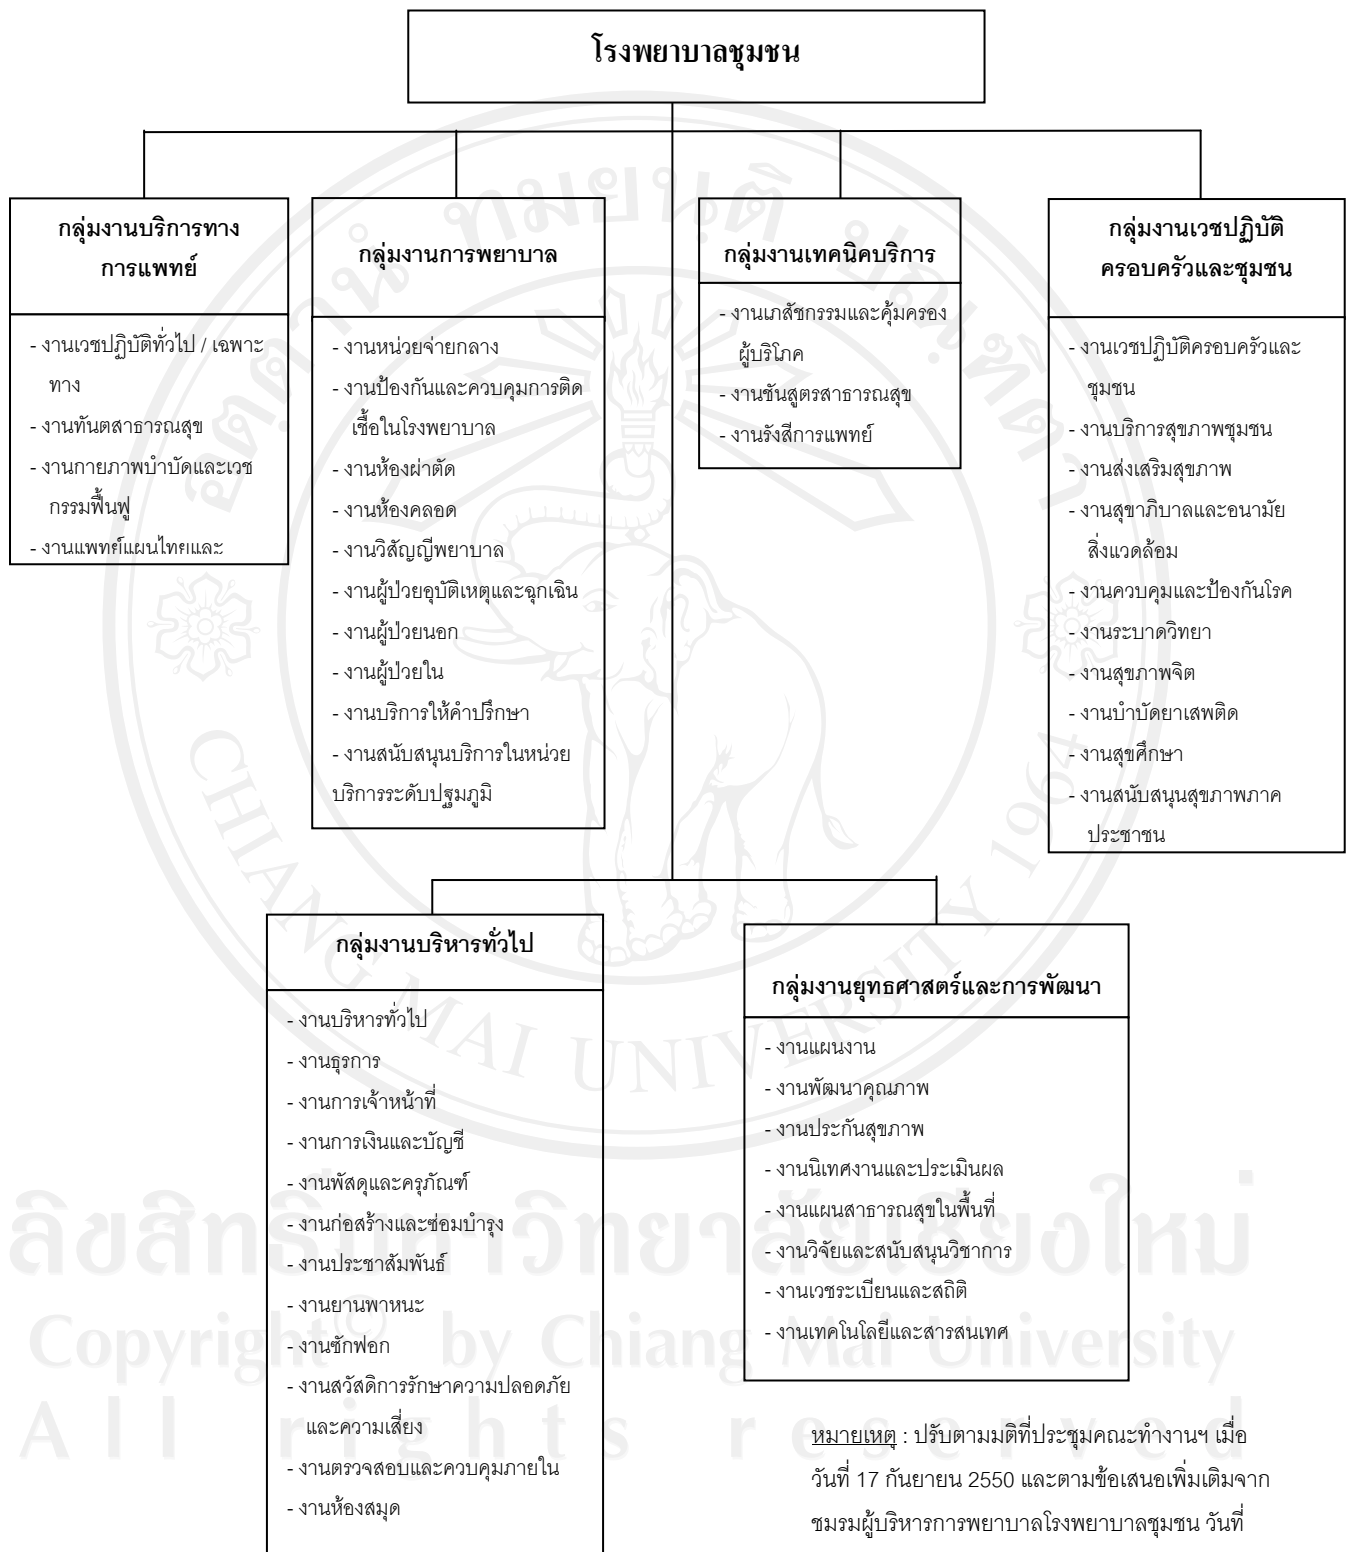 โรงพยาบาลชุมชน
กลุ่มงานบริการทาง
การแพทย์
- งานเวชปฏิบัติทั่วไป / เฉพาะ
ทาง
- งานทันตสาธารณสุข
- งานกายภาพบำบัดและเวช
กรรมฟื้นฟู
- งานแพทย์แผนไทยและ
กลุ่มงานการพยาบาล
- งานหน่วยจ่ายกลาง
- งานป้องกันและควบคุมการติด
เชื้อในโรงพยาบาล
- งานห้องผ่าตัด
- งานห้องคลอด
- งานวิสัญญีพยาบาล
- งานผู้ป่วยอุบัติเหตุและฉุกเฉิน
- งานผู้ป่วยนอก
- งานผู้ป่วยใน
- งานบริการให้คำปรึกษา
- งานสนับสนุนบริการในหน่วย
บริการระดับปฐมภูมิ
กลุ่มงานเทคนิคบริการ
- งานเภสัชกรรมและคุ้มครอง
ผู้บริโภค
- งานชันสูตรสาธารณสุข
- งานรังสีการแพทย์
กลุ่มงานเวชปฏิบัติ
ครอบครัวและชุมชน
- งานเวชปฏิบัติครอบครัวและ
ชุมชน
- งานบริการสุขภาพชุมชน
- งานส่งเสริมสุขภาพ
- งานสุขาภิบาลและอนามัย
สิ่งแวดล้อม
- งานควบคุมและป้องกันโรค
- งานระบาดวิทยา
- งานสุขภาพจิต
- งานบำบัดยาเสพติด
- งานสุขศึกษา
- งานสนับสนุนสุขภาพภาค
ประชาชน
กลุ่มงานบริหารทั่วไป
- งานบริหารทั่วไป
- งานธุรการ
- งานการเจ้าหน้าที่
- งานการเงินและบัญชี
- งานพัสดุและครุภัณฑ์
- งานก่อสร้างและซ่อมบำรุง
- งานประชาสัมพันธ์
- งานยานพาหนะ
- งานซักฟอก
- งานสวัสดิการรักษาความปลอดภัย
และความเสี่ยง
- งานตรวจสอบและควบคุมภายใน
- งานห้องสมุด
กลุ่มงานยุทธศาสตร์และการพัฒนา
- งานแผนงาน
- งานพัฒนาคุณภาพ
- งานประกันสุขภาพ
- งานนิเทศงานและประเมินผล
- งานแผนสาธารณสุขในพื้นที่
- งานวิจัยและสนับสนุนวิชาการ
- งานเวชระเบียนและสถิติ
- งานเทคโนโลยีและสารสนเทศ
หมายเหตุ : ปรับตามมติที่ประชุมคณะทำงานฯ เมื่อ
วันที่ 17 กันยายน 2550 และตามข้อเสนอเพิ่มเติมจาก
ชมรมผู้บริหารการพยาบาลโรงพยาบาลชุมชน วันที่
อตฺตานํ ทมยนฺติ ปณฺฑิตา
CHIANG MAI UNIVERSITY 1964
ลิขสิทธิ์มหาวิทยาลัยเชียงใหม่
Copyright© by Chiang Mai University
All rights reserved